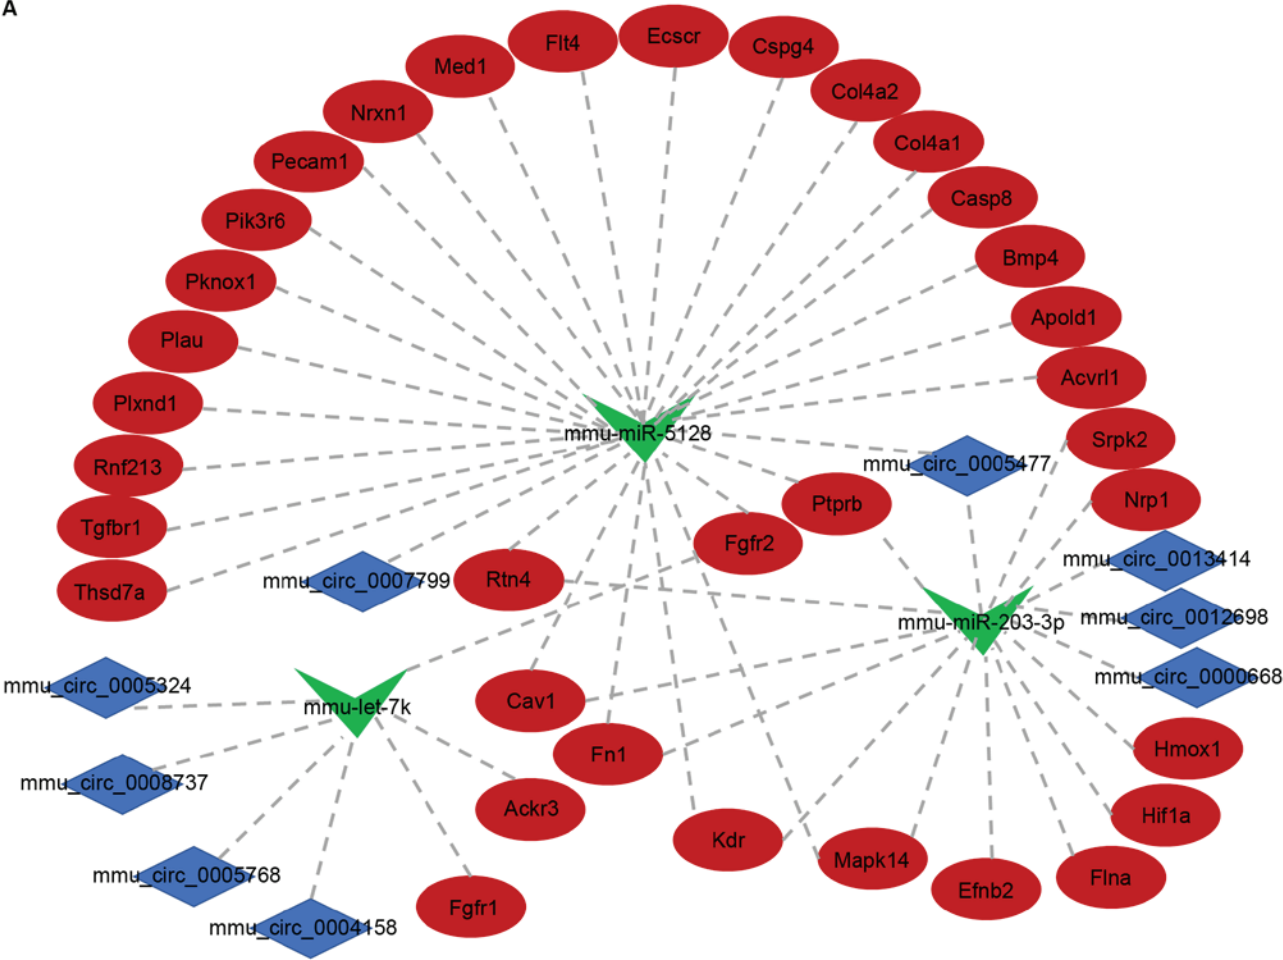 A
Ecscr
Flt4
Cspg4
Med1
Col4a2
Nrxn1
Col4a1
Pecam1
Casp8
Pik3r6
Bmp4
Pknox1
Apold1
Plau
Acvrl1
Plxnd1
mmu-miR-5128
Srpk2
Rnf213
mmu_circ_0005477
Nrp1
Ptprb
Tgfbr1
Fgfr2
mmu_circ_0013414
Rtn4
mmu_circ_0007799
Thsd7a
mmu_circ_0012698
mmu-miR-203-3p
mmu_circ_0000668
mmu_circ_0005324
Cav1
mmu-let-7k
Hmox1
Fn1
mmu_circ_0008737
Ackr3
Hif1a
Kdr
Mapk14
mmu_circ_0005768
Flna
Efnb2
Fgfr1
mmu_circ_0004158